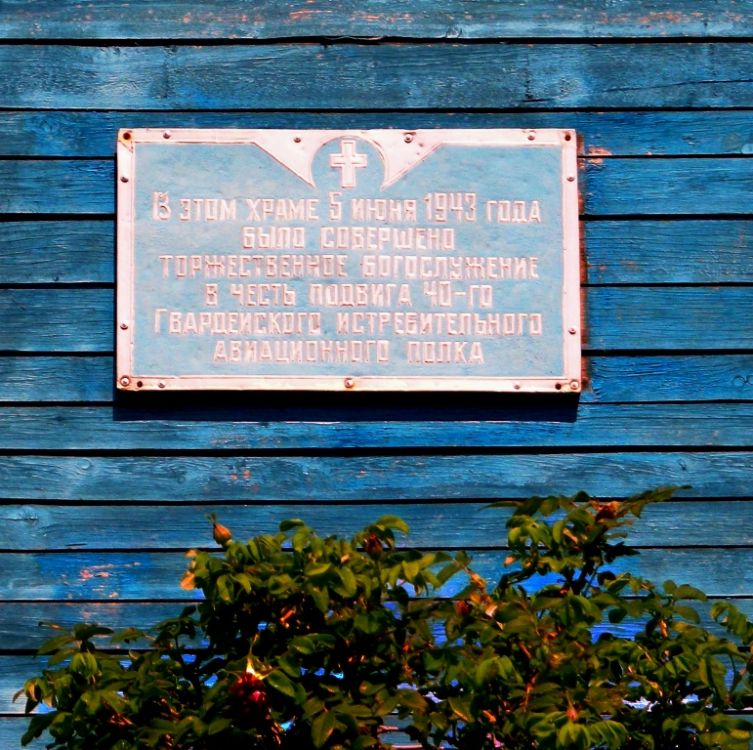 В ЭТОМ ХРАМЕ 5 ИЮНЯ 1943 ГОДА
БЫЛО СОВЕРШЕНО
ТОРЖЕСТВЕННОЕ БОГОСЛУЖЕНИЕ
В ЧЕСТЬ ПОДВИГА 40-ГО
ГВАРДЕЙСКОГО ИСТРЕБИТЕЛЬНОГО
АВИАЦИОННОГО ПОЛКА